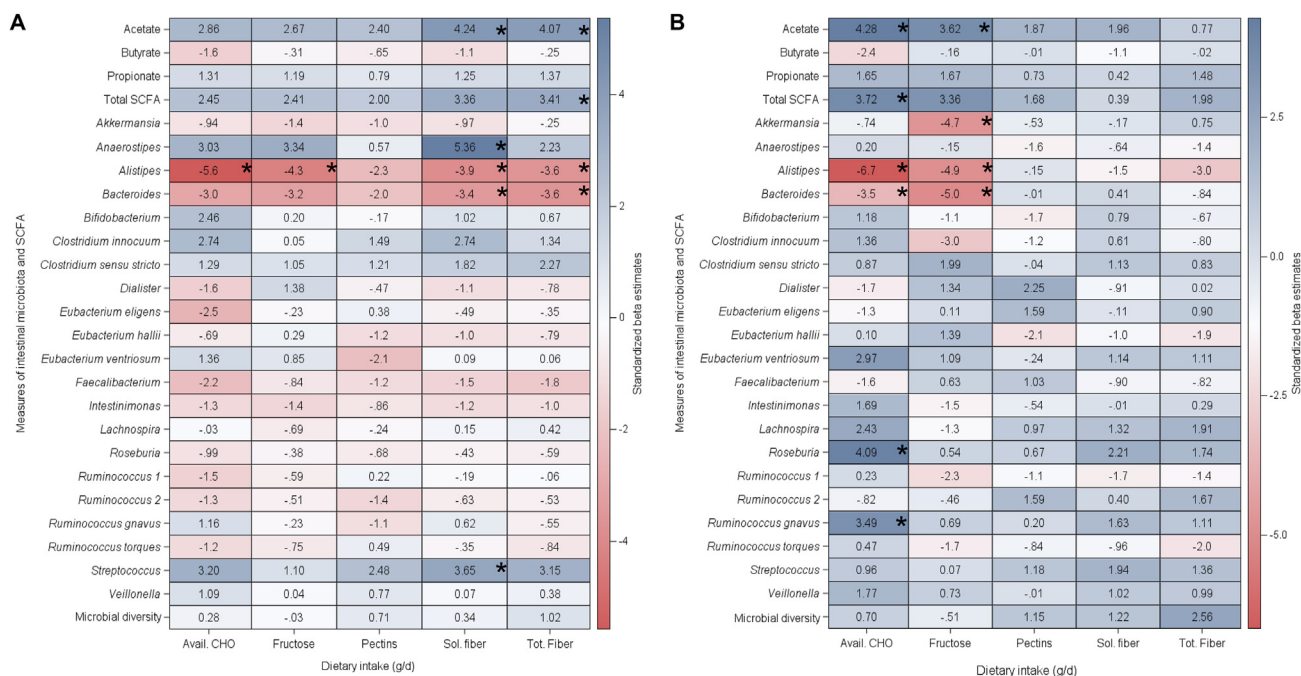 A
Measures of intestinal microbiota and SCFA
Acetate 2.86 2.67 2.40 4.24 * 4.07 *
Butyrate -1.6 -.31 -.65 -1.1 -.25
Propionate 1.31 1.19 0.79 1.25 1.37
Total SCFA 2.45 2.41 2.00 3.36 3.41 *
Akkermansia -.94 -1.4 -1.0 -.97 -.25
Anaerostipes 3.03 3.34 0.57 5.36 * 2.23
Alistipes -5.6 * -4.3 * -2.3 -3.9 * -3.6 *
Bacteroides -3.0 -3.2 -2.0 -3.4 * -3.6 *
Bifidobacterium 2.46 0.20 -.17 1.02 0.67
Clostridium innocuum 2.74 0.05 1.49 2.74 1.34
Clostridium sensu stricto 1.29 1.05 1.21 1.82 2.27
Dialister -1.6 1.38 -.47 -1.1 -.78
Eubacterium eligens -2.5 -.23 0.38 -.49 -.35
Eubacterium hallii -.69 0.29 -1.2 -1.0 -.79
Eubacterium ventriosum 1.36 0.85 -2.1 0.09 0.06
Faecalibacterium -2.2 -.84 -1.2 -1.5 -1.8
Intestinimonas -1.3 -1.4 -.86 -1.2 -1.0
Lachnospira -.03 -.69 -.24 0.15 0.42
Roseburia -.99 -.38 -.68 -.43 -.59
Ruminococcus 1 -1.5 -.59 0.22 -.19 -.06
Ruminococcus 2 -1.3 -.51 -1.4 -.63 -.53
Ruminococcus gnavus 1.16 -.23 -1.1 0.62 -.55
Ruminococcus torques -1.2 -.75 0.49 -.35 -.84
Streptococcus 3.20 1.10 2.48 3.65 * 3.15
Veillonella 1.09 0.04 0.77 0.07 0.38
Microbial diversity 0.28 -.03 0.71 0.34 1.02
Avail. CHO Fructose Pectins Sol. fiber Tot. Fiber
Dietary intake (g/d)
4
2
0
-2
-4
Standardized beta estimates
B
Measures of intestinal microbiota and SCFA
Acetate 4.28 * 3.62 * 1.87 1.96 0.77
Butyrate -2.4 -.16 -.01 -1.1 -.02
Propionate 1.65 1.67 0.73 0.42 1.48
Total SCFA 3.72 * 3.36 1.68 0.39 1.98
Akkermansia -.74 -4.7 * -.53 -.17 0.75
Anaerostipes 0.20 -.15 -1.6 -.64 -1.4
Alistipes -6.7 * -4.9 * -.15 -1.5 -3.0
Bacteroides -3.5 * -5.0 * -.01 0.41 -.84
Bifidobacterium 1.18 -1.1 -1.7 0.79 -.67
Clostridium innocuum 1.36 -3.0 -1.2 0.61 -.80
Clostridium sensu stricto 0.87 1.99 -.04 1.13 0.83
Dialister -1.7 1.34 2.25 -.91 0.02
Eubacterium eligens -1.3 0.11 1.59 -.11 0.90
Eubacterium hallii 0.10 1.39 -2.1 -1.0 -1.9
Eubacterium ventriosum 2.97 1.09 -.24 1.14 1.11
Faecalibacterium -1.6 0.63 1.03 -.90 -.82
Intestinimonas 1.69 -1.5 -.54 -.01 0.29
Lachnospira 2.43 -1.3 0.97 1.32 1.91
Roseburia 4.09 * 0.54 0.67 2.21 1.74
Ruminococcus 1 0.23 -2.3 -1.1 -1.7 -1.4
Ruminococcus 2 -.82 -.46 1.59 0.40 1.67
Ruminococcus gnavus 3.49 * 0.69 0.20 1.63 1.11
Ruminococcus torques 0.47 -1.7 -.84 -.96 -2.0
Streptococcus 0.96 0.07 1.18 1.94 1.36
Veillonella 1.77 0.73 -.01 1.02 0.99
Microbial diversity 0.70 -.51 1.15 1.22 2.56
Avail. CHO Fructose Pectins Sol. fiber Tot. Fiber
Dietary intake (g/d)
2.5
0.0
-2.5
-5.0
Standardized beta estimates